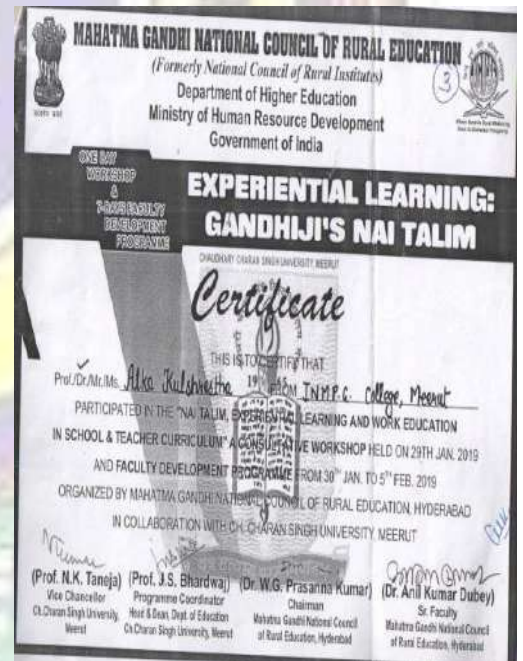 MAHATMA GANDHI NATIONAL COUNCIL OF RURAL EDUCATION
(Formerly National Council of Rural Institutes)
3
Department of Higher Education
Ministry of Human Resource Development
Government of India
ONE DAY
WORKSHOP
&
7-DAYS FACULTY
DEVELOPMENT
PROGRAMME
EXPERIENTIAL LEARNING:
GANDHIJI'S NAI TALIM
CHAUDHARY CHARAN SINGH UNIVERSITY, MEERUT
Certificate
THIS IS TO CERTIFY THAT
Prof./Dr./Mr./Ms. Alka Kulshrestha from I.N.M.P.G. College, Meerut
PARTICIPATED IN THE "NAI TALIM, EXPERIENTIAL LEARNING AND WORK EDUCATION
IN SCHOOL & TEACHER CURRICULUM" A CONSULTATIVE WORKSHOP HELD ON 29TH JAN. 2019
AND FACULTY DEVELOPMENT PROGRAMME FROM 30TH JAN. TO 5TH FEB. 2019
ORGANIZED BY MAHATMA GANDHI NATIONAL COUNCIL OF RURAL EDUCATION, HYDERABAD
IN COLLABORATION WITH CH. CHARAN SINGH UNIVERSITY, MEERUT
(Prof. N.K. Taneja)
Vice Chancellor
Ch.Charan Singh University,
Meerut
(Prof. J.S. Bhardwaj)
Programme Coordinator
Head & Dean, Dept. of Education
Ch.Charan Singh University, Meerut
(Dr. W.G. Prasanna Kumar)
Chairman
Mahatma Gandhi National Council
of Rural Education, Hyderabad
(Dr. Anil Kumar Dubey)
Sr. Faculty
Mahatma Gandhi National Council
of Rural Education, Hyderabad